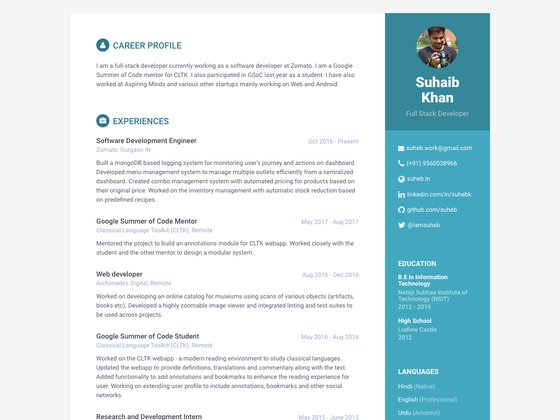 CAREER PROFILE
I am a full-stack developer currently working as a software developer at Zomato. I am a Google
Summer of Code mentor for CLTK. I also participated in GSoC last year as a student. I have also
worked at Aspiring Minds and various other startups mainly working on Web and Android.
EXPERIENCES
Software Development Engineer
Oct 2016 - Present
Zomato, Gurgaon IN
Built a mongoDB based logging system for monitoring user's journey and actions on dashboard.
Developed menu management system to manage multiple outlets efficiently from a centralized
dashboard. Created combo management system with automated pricing for products based on
their original price. Worked on the inventory management with automatic stock reduction based
on predefined recipes.
Google Summer of Code Mentor
May 2017 - Aug 2017
Classical Language Toolkit (CLTK), Remote
Mentored the project to build an annotations module for CLTK webapp. Worked closely with the
student and the other mentor to design a modular system.
Web developer
Aug 2016 - Dec 2016
Archimedes Digital, Remote
Worked on developing an online catalog for museums using scans of various objects (artifacts,
books etc). Developed a highly zoomable image viewer and integrated linting and test suites to
be used across projects.
Google Summer of Code Student
May 2016 - Aug 2016
Classical Language Toolkit (CLTK), Remote
Worked on the CLTK webapp - a modern reading environment to study classical languages.
Updated the webapp to provide definitions, translations and commentary along with the text.
Added functionality to add annotations and bookmarks to enhance the reading experience for
user. Working on extending user profile to include annotations, bookmarks and other social
networks.
Research and Development Intern
May 2015 - June 2015
Suhaib
Khan
Full Stack Developer
suheb.work@gmail.com
(+91) 9560038966
suheb.in
linkedin.com/in/suhebk
github.com/suheb
@iamsuheb
EDUCATION
B.E in Information
Technology
Netaji Subhas Institute of
Technology (NSIT)
2012 - 2016
High School
Ludlow Castle
2012
LANGUAGES
Hindi (Native)
English (Professional)
Urdu (Amateur)